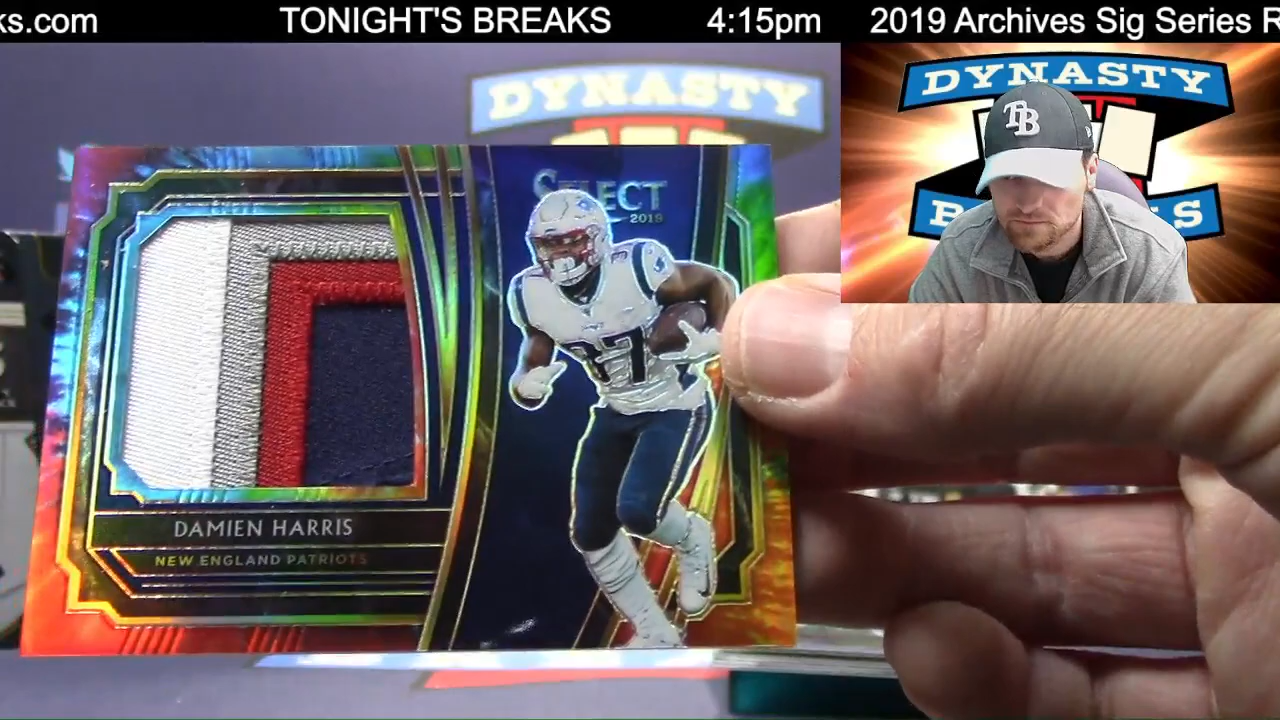 ks.com TONIGHT'S BREAKS 4:15pm 2019 Archives Sig Series R
DYNASTY
DYNASTY
TB
B S
SELECT
2019
37
DAMIEN HARRIS
NEW ENGLAND PATRIOTS